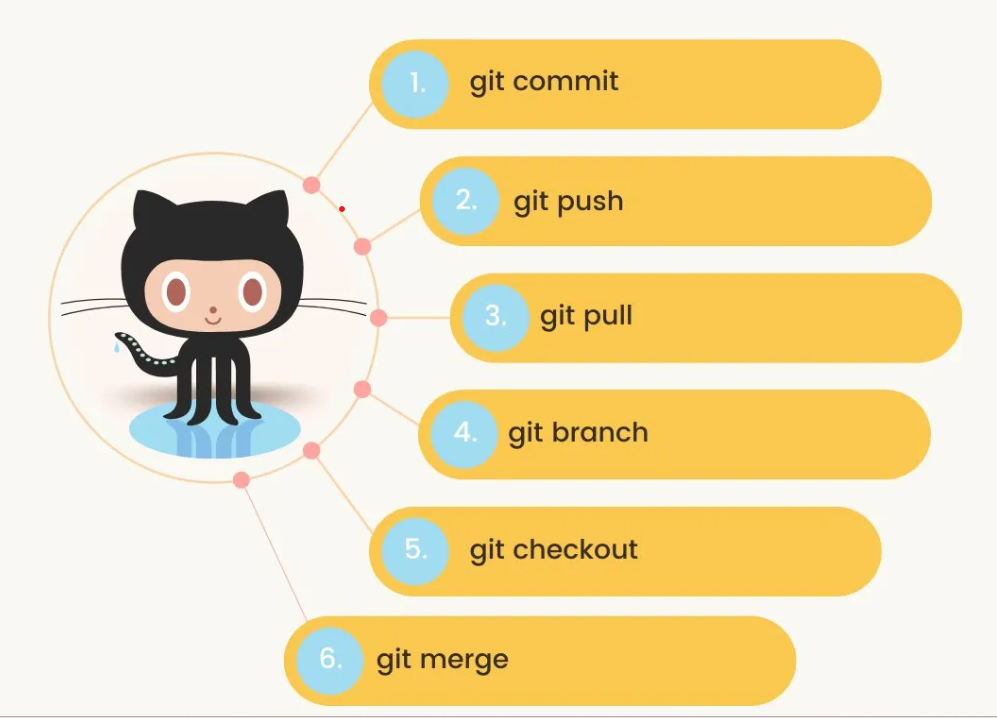 1. git commit
2. git push
3. git pull
4. git branch
5. git checkout
6. git merge